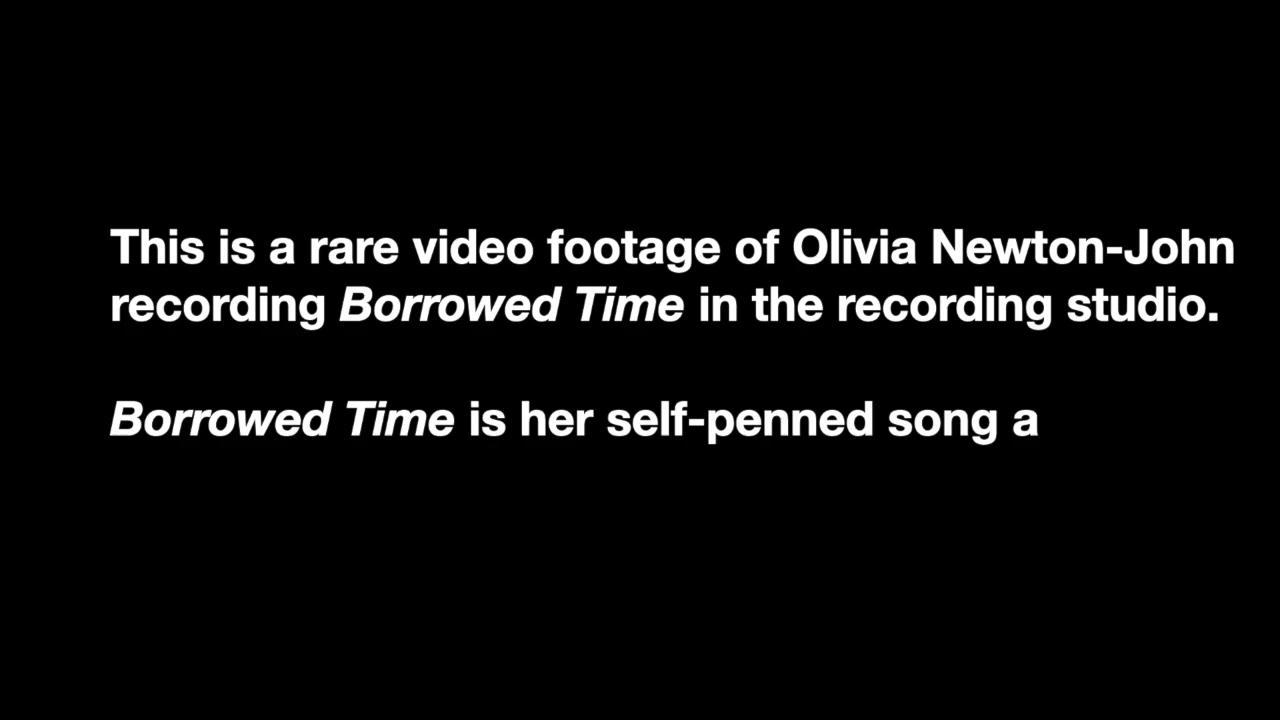 This is a rare video footage of Olivia Newton-John
recording Borrowed Time in the recording studio.
Borrowed Time is her self-penned song a